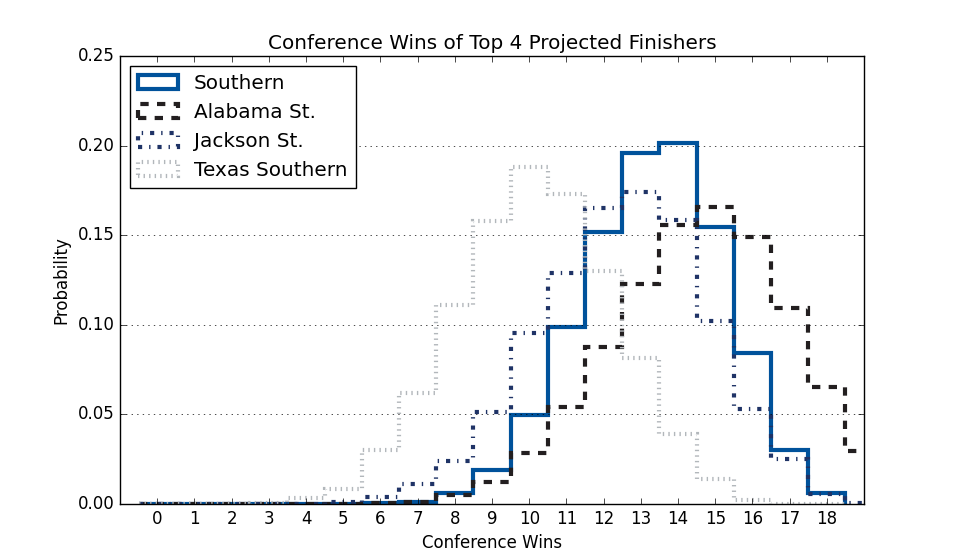 Conference Wins of Top 4 Projected Finishers
0.25
0.20
0.15
0.10
0.05
0.00
Probability
Southern
Alabama St.
Jackson St.
Texas Southern
0 1 2 3 4 5 6 7 8 9 10 11 12 13 14 15 16 17 18
Conference Wins